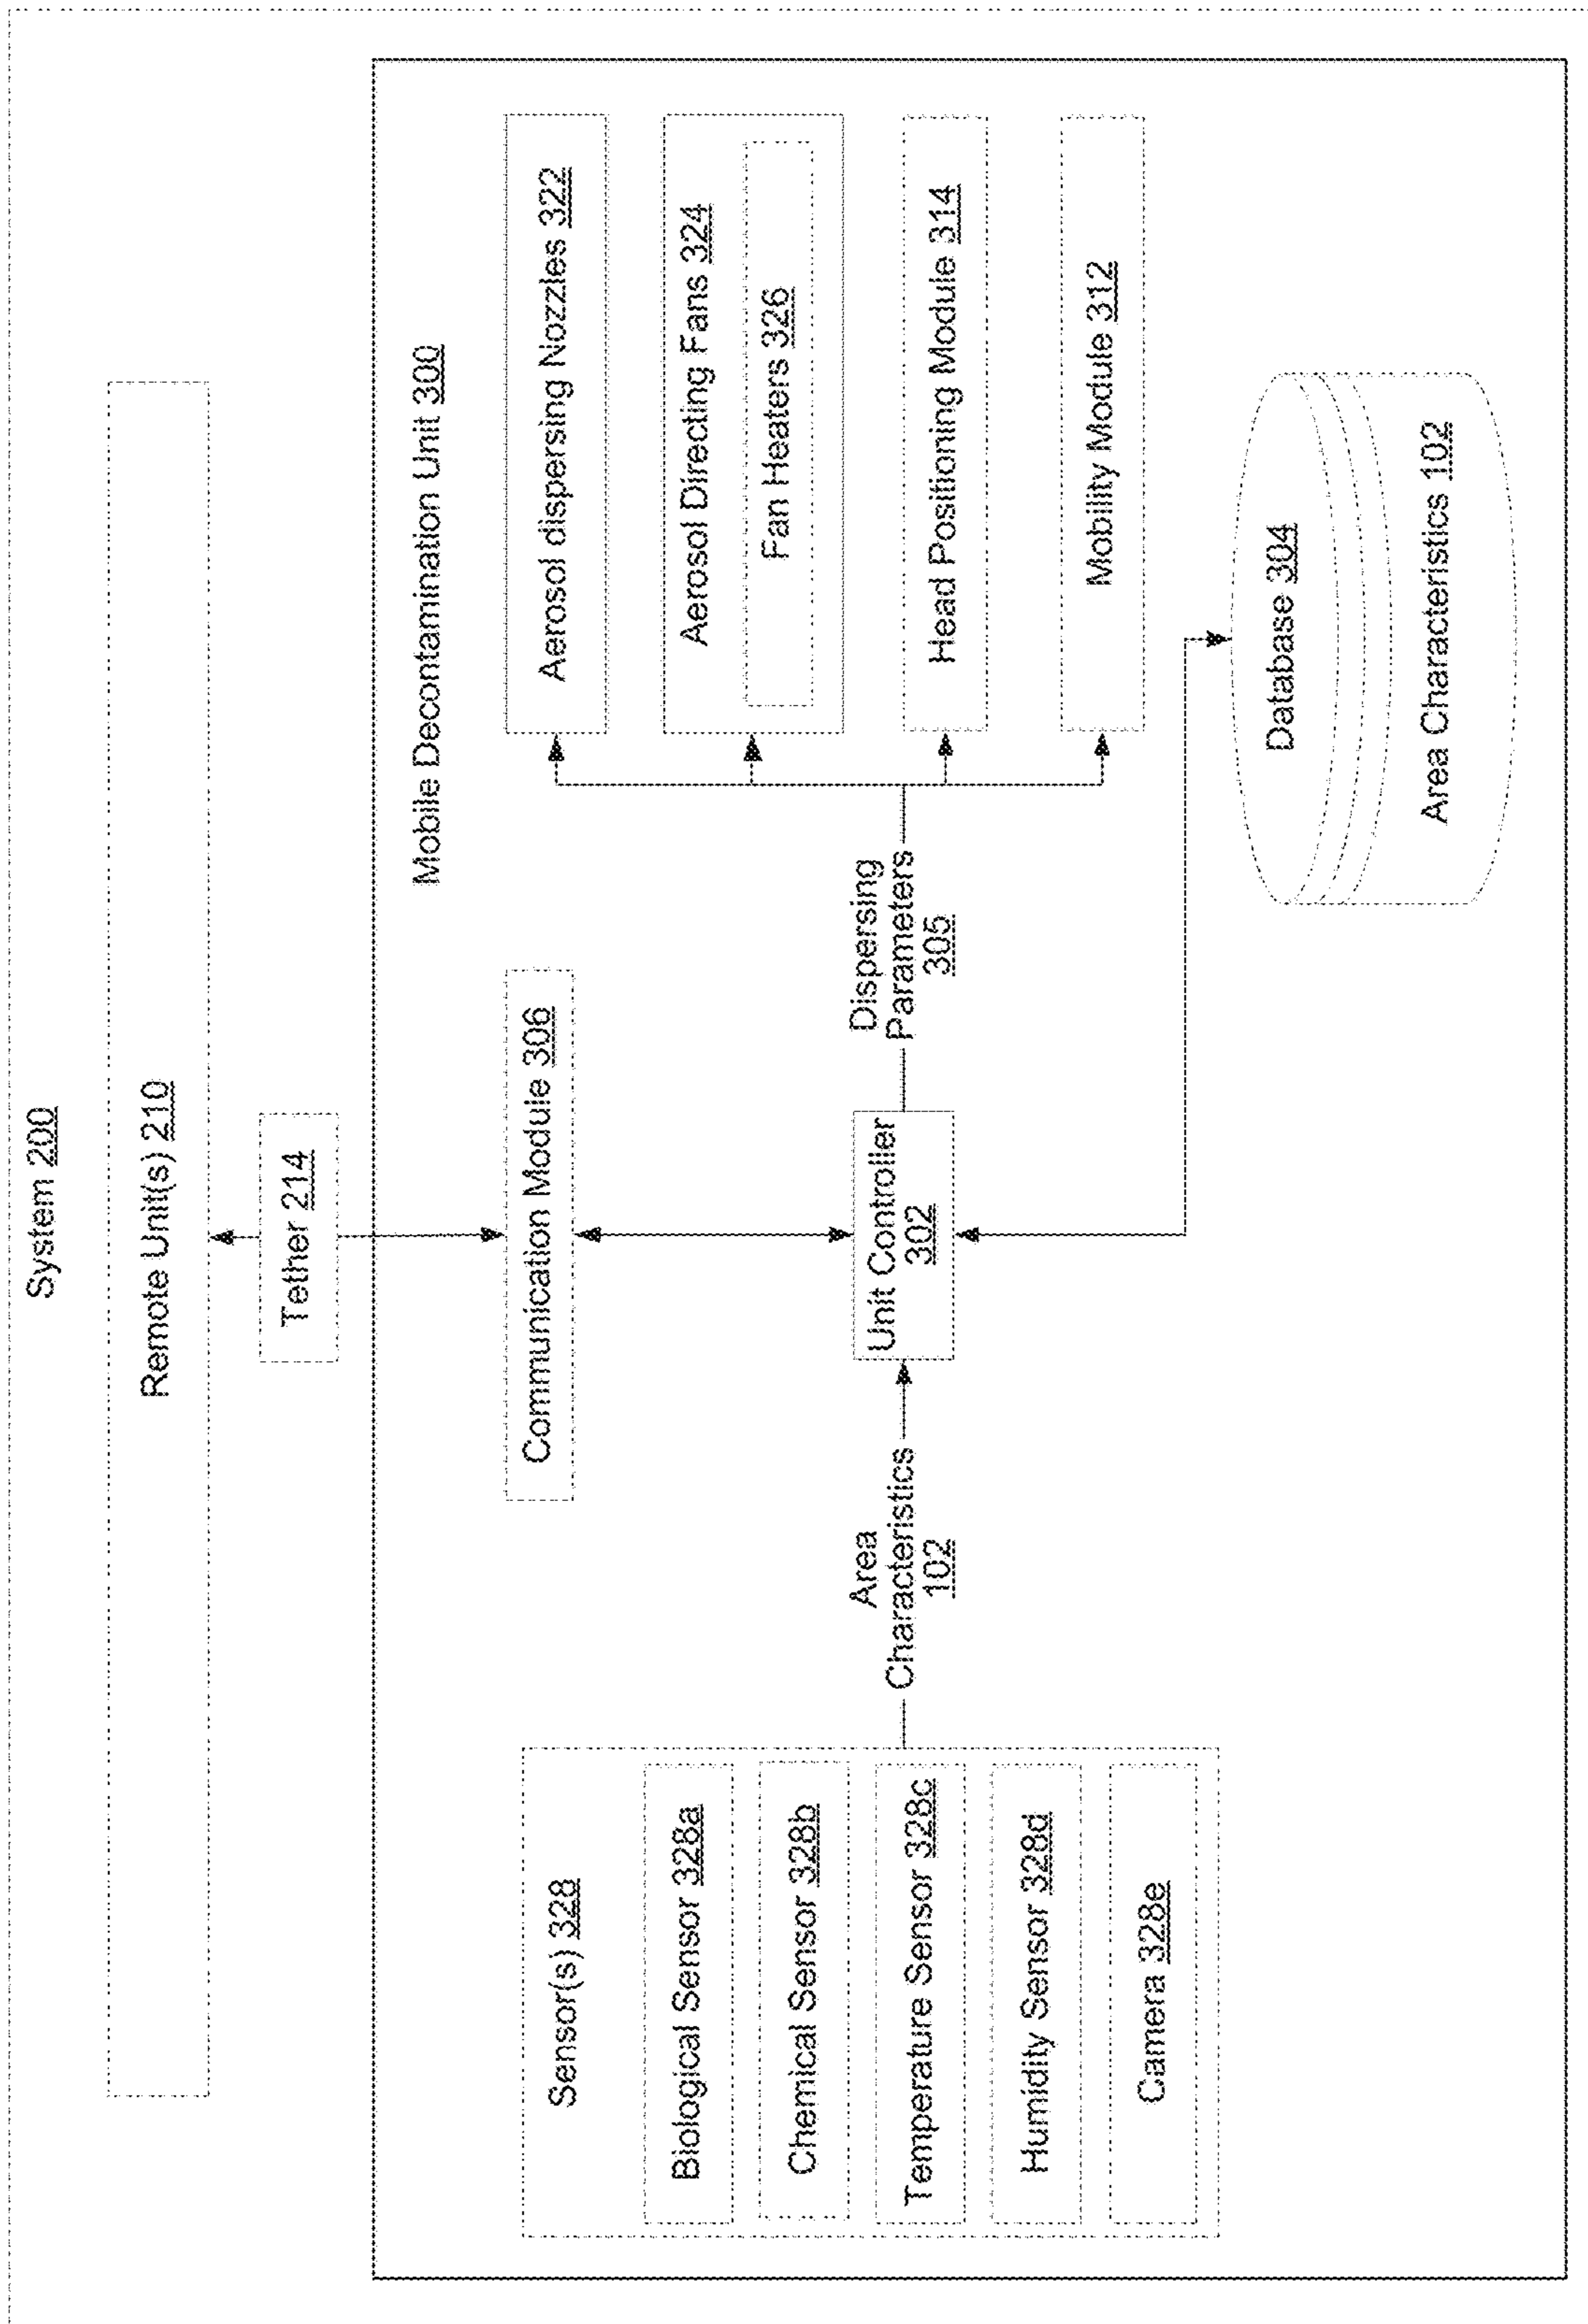 System 200
Remote Unit(s) 210
Tether 214
Mobile Decontamination Unit 300
Communication Module 306
Sensor(s) 328
Biological Sensor 328a
Chemical Sensor 328b
Temperature Sensor 328c
Humidity Sensor 328d
Camera 328e
Area
Characteristics
102
Unit Controller
302
Dispersing
Parameters
305
Aerosol dispersing Nozzles 322
Aerosol Directing Fans 324
Fan Heaters 326
Head Positioning Module 314
Mobility Module 312
Database 304
Area Characteristics 102